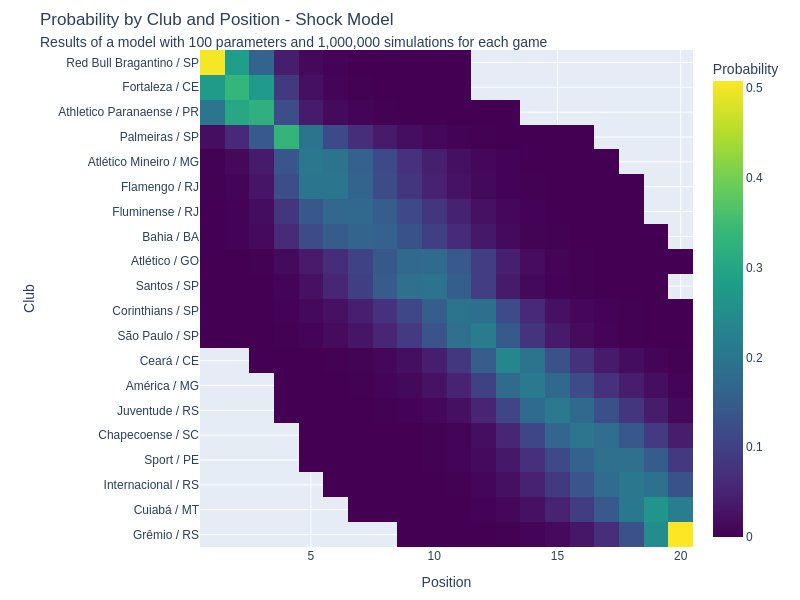 Probability by Club and Position - Shock Model
Results of a model with 100 parameters and 1,000,000 simulations for each game
Probability
Red Bull Bragantino / SP
Fortaleza / CE
Athletico Paranaense / PR
Palmeiras / SP
Atlético Mineiro / MG
Flamengo / RJ
Fluminense / RJ
Bahia / BA
Atlético / GO
Santos / SP
Corinthians / SP
São Paulo / SP
Ceará / CE
América / MG
Juventude / RS
Chapecoense / SC
Sport / PE
Internacional / RS
Cuiabá / MT
Grêmio / RS
Club
0.5
0.4
0.3
0.2
0.1
0
5 10 15 20
Position